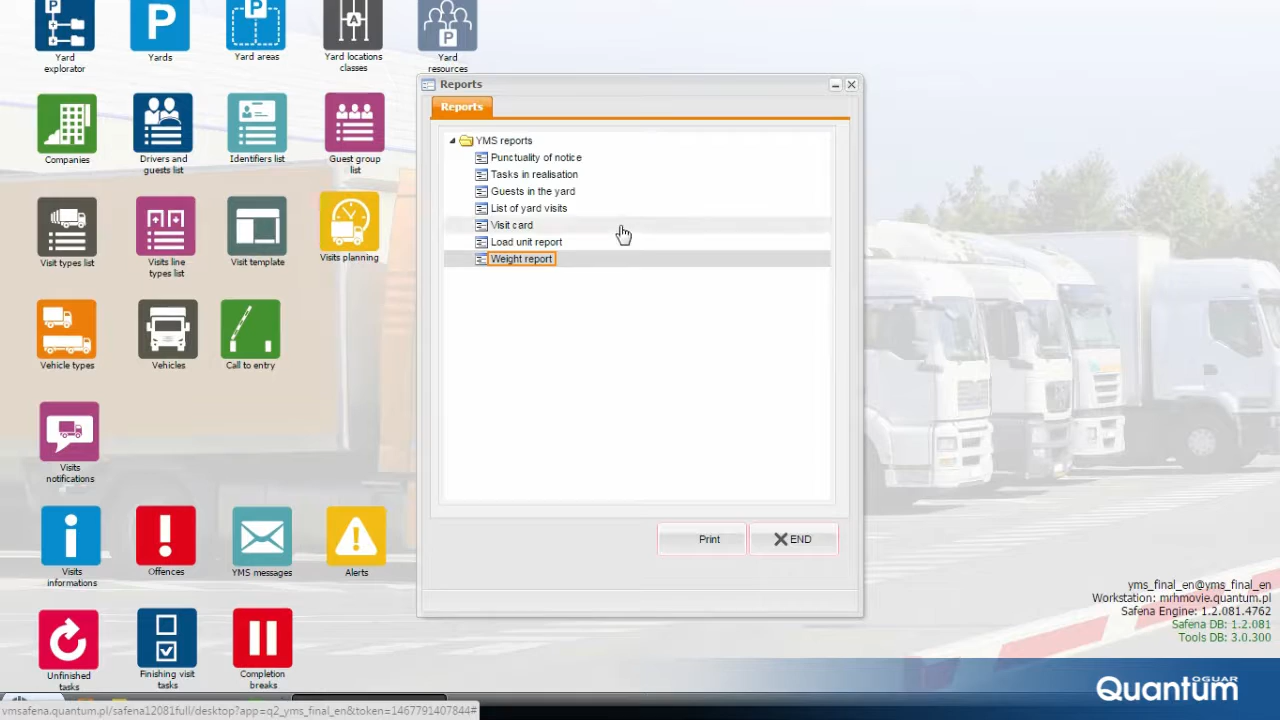 P
P
P
A
P
Yard
explorator
Yards
Yard areas
Yard locations
classes
Yard
resources
Companies
Drivers and
guests list
Identifiers list
Guest group
list
Visit types list
Visits line
types list
Visit template
Visits planning
Vehicle types
Vehicles
Call to entry
Visits
notifications
Visits
informations
Offences
YMS messages
Alerts
Unfinished
tasks
Finishing visit
tasks
Completion
breaks
Reports
Reports
YMS reports
Punctuality of notice
Tasks in realisation
Guests in the yard
List of yard visits
Visit card
Load unit report
Weight report
Print
END
yms_final_en@yms_final_en
Workstation: mrhmovie.quantum.pl
Safena Engine: 1.2.081.4762
Safena DB: 1.2.081
Tools DB: 3.0.300
OGUAR
Quantum
vmsafena.quantum.pl/safena12081full/desktop?app=q2_yms_final_en&token=1467791407844#